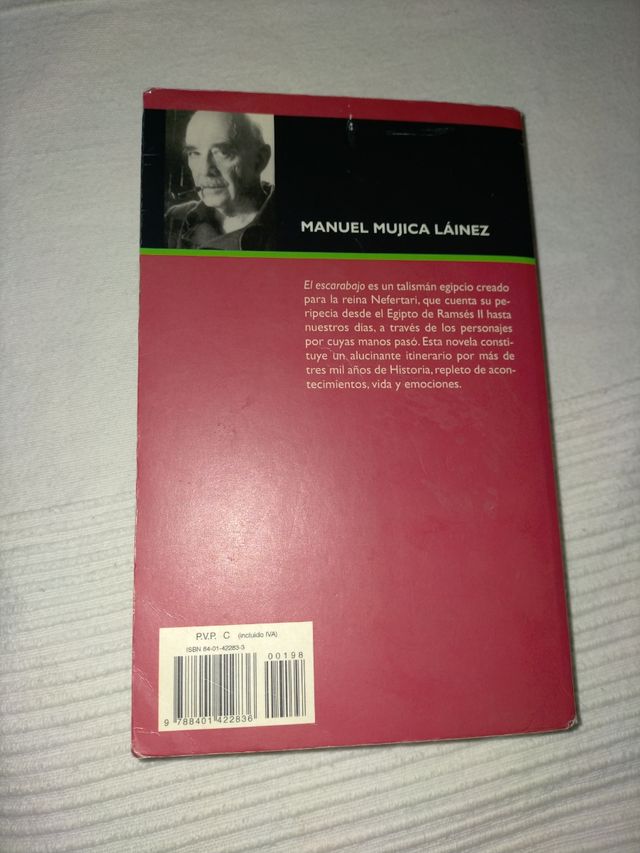 MANUEL MUJICA LÁINEZ
El escarabajo es un talismán egipcio creado
para la reina Nefertari, que cuenta su pe-
ripecia desde el Egipto de Ramsés II hasta
nuestros días, a través de los personajes
por cuyas manos pasó. Esta novela consti-
tuye un alucinante itinerario por más de
tres mil años de Historia, repleto de acon-
tecimientos, vida y emociones.
P.V.P. C (incluido IVA)
ISBN 84-01-42283-3
00198
9 788401 422836